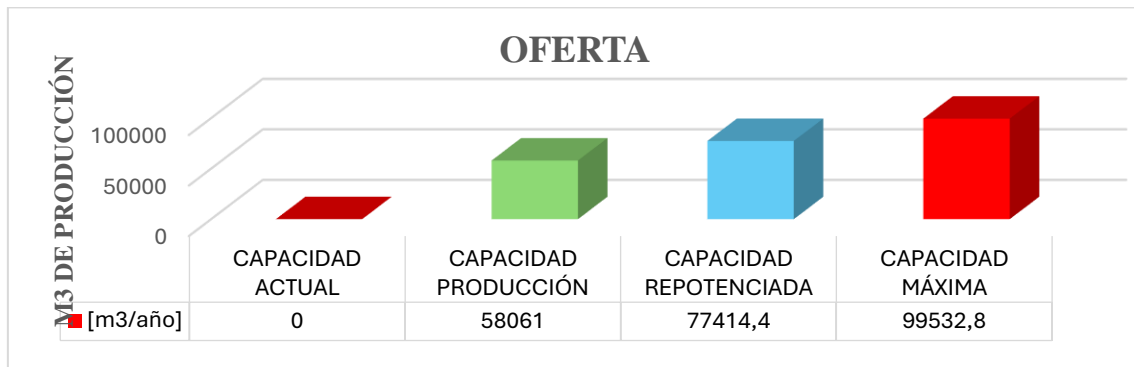 OFERTA
M3 DE PRODUCCIÓN
100000
50000
0
CAPACIDAD
ACTUAL
CAPACIDAD
PRODUCCIÓN
CAPACIDAD
REPOTENCIADA
CAPACIDAD
MÁXIMA
[m3/año] 0 58061 77414,4 99532,8